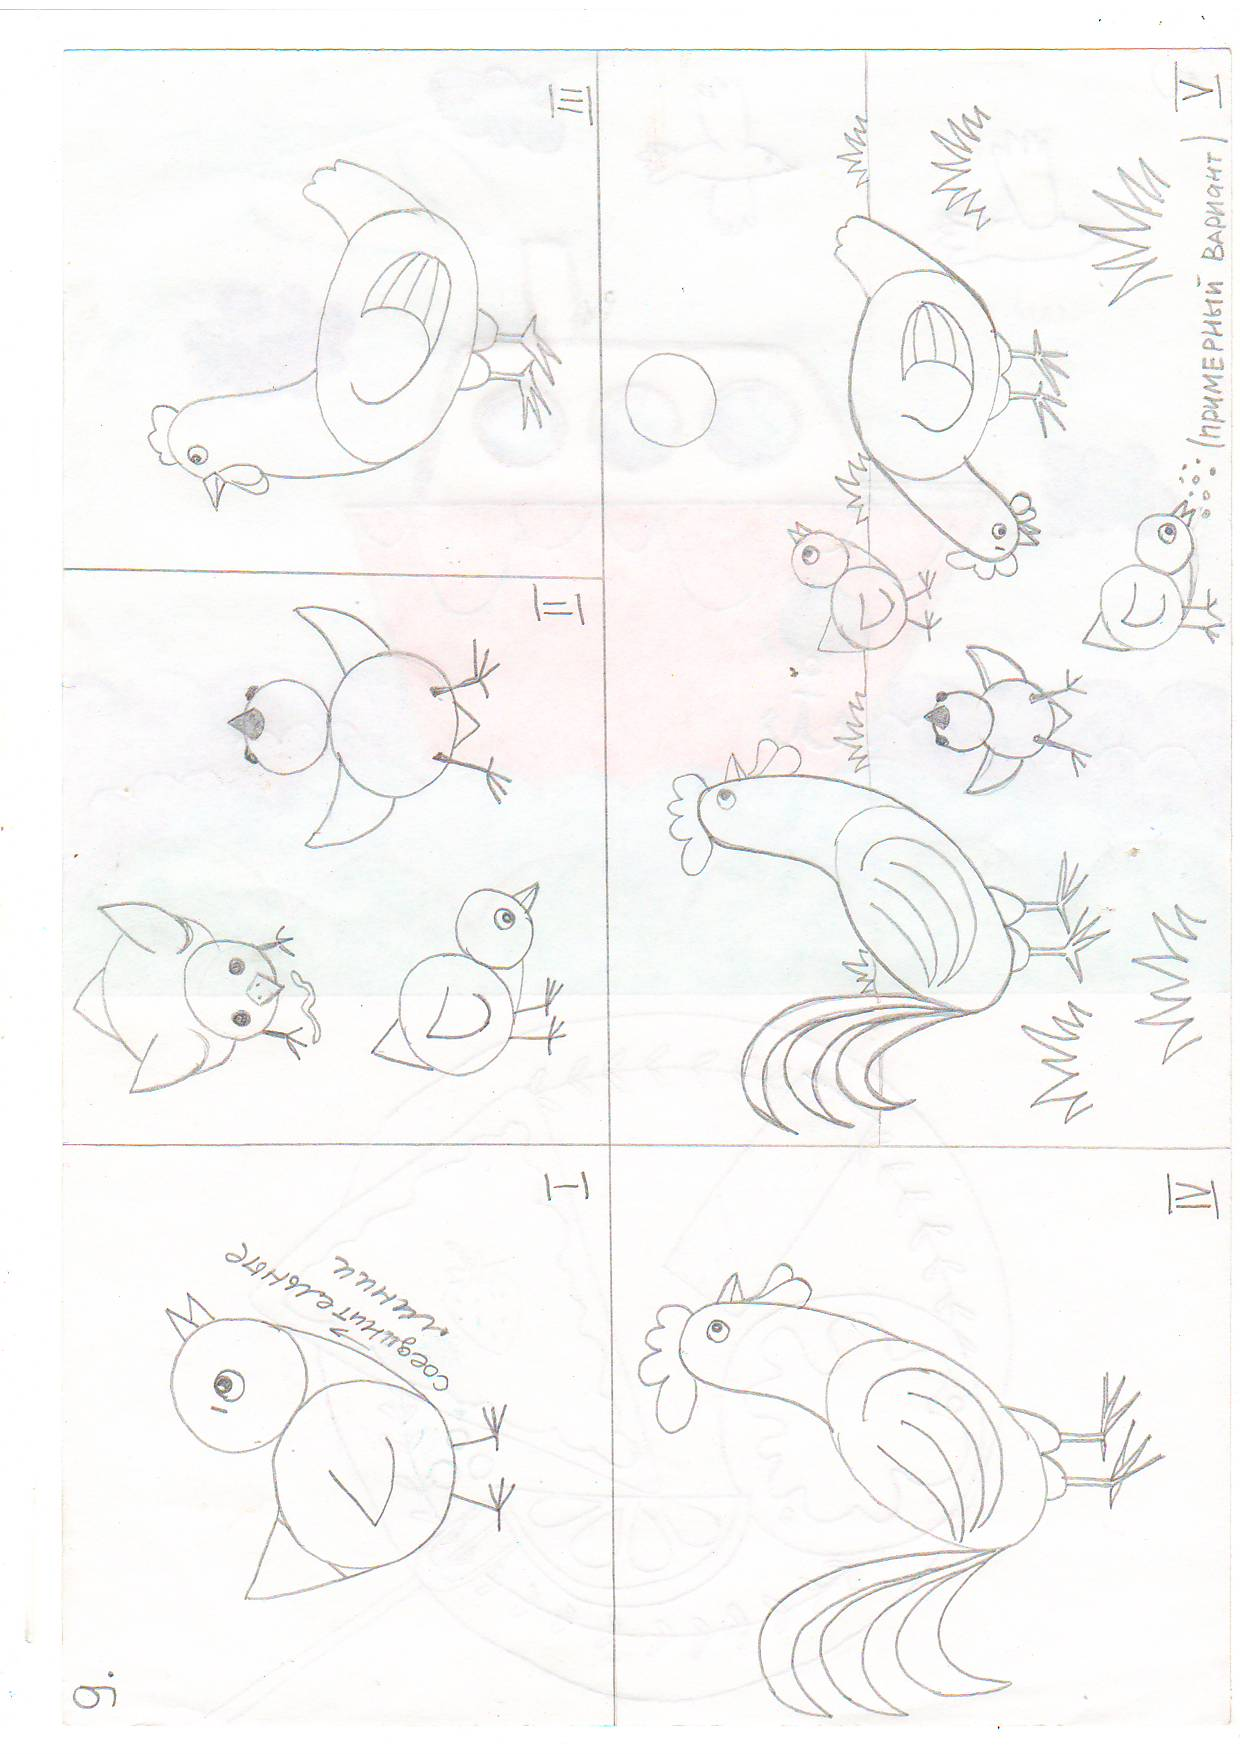 9.
соединительные
линии
I
II
III
IV
(ПРИМЕРНЫЙ ВАРИАНТ)
V